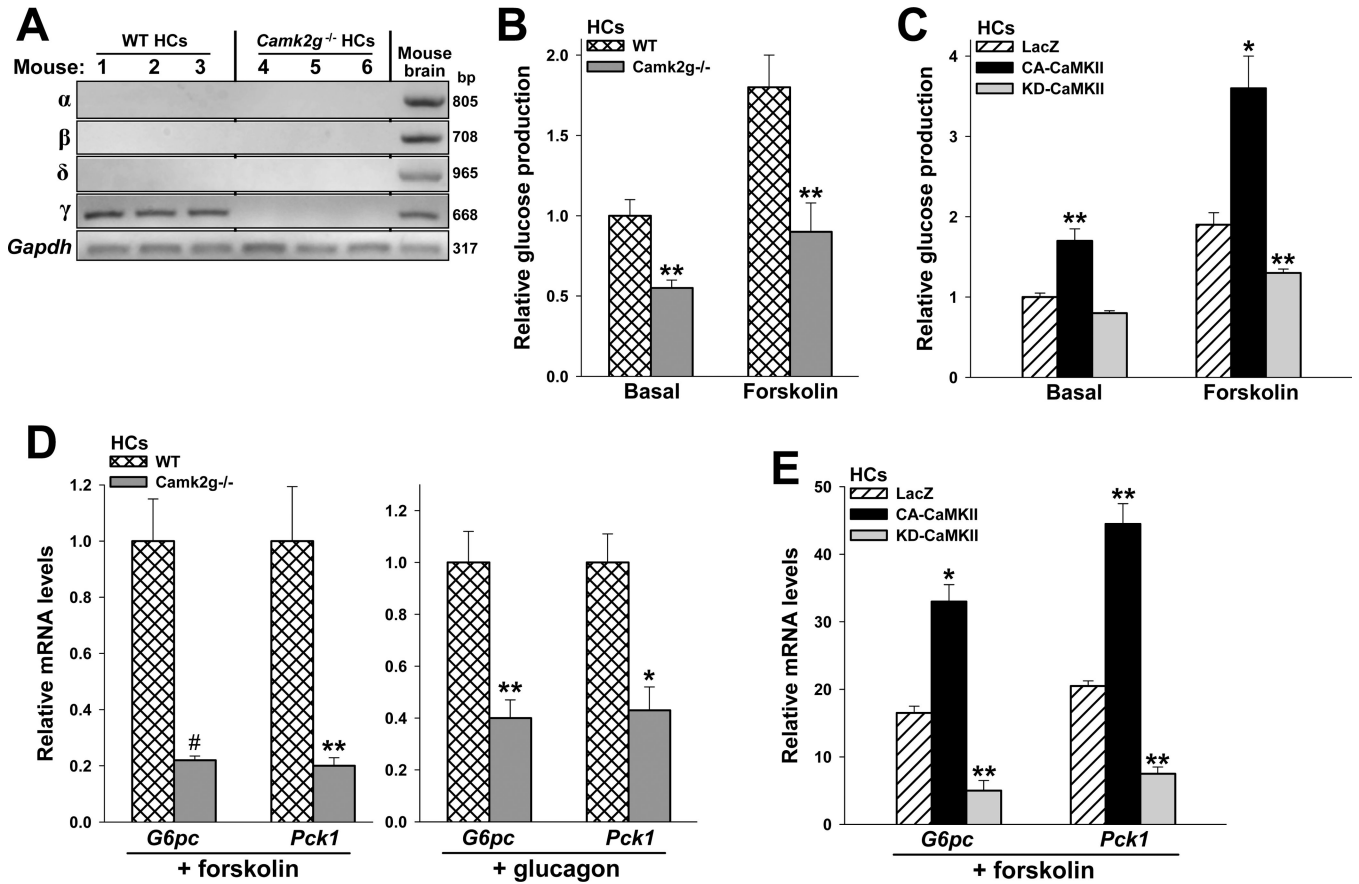 A
WT HCs
Camk2g -/- HCs
Mouse brain
Mouse: 1 2 3 4 5 6
bp
α 805
β 708
δ 965
γ 668
Gapdh 317
B
HCs
WT
Camk2g-/-
Relative glucose production
2.0
1.5
1.0
0.5
0.0
**
**
Basal
Forskolin
C
HCs
LacZ
CA-CaMKII
KD-CaMKII
Relative glucose production
4
3
2
1
0
**
*
**
Basal
Forskolin
D
HCs
WT
Camk2g-/-
Relative mRNA levels
1.2
1.0
0.8
0.6
0.4
0.2
0.0
#
**
G6pc
Pck1
+ forskolin
1.2
1.0
0.8
0.6
0.4
0.2
0.0
**
*
G6pc
Pck1
+ glucagon
E
HCs
LacZ
CA-CaMKII
KD-CaMKII
Relative mRNA levels
50
40
30
20
10
0
*
**
**
**
G6pc
Pck1
+ forskolin